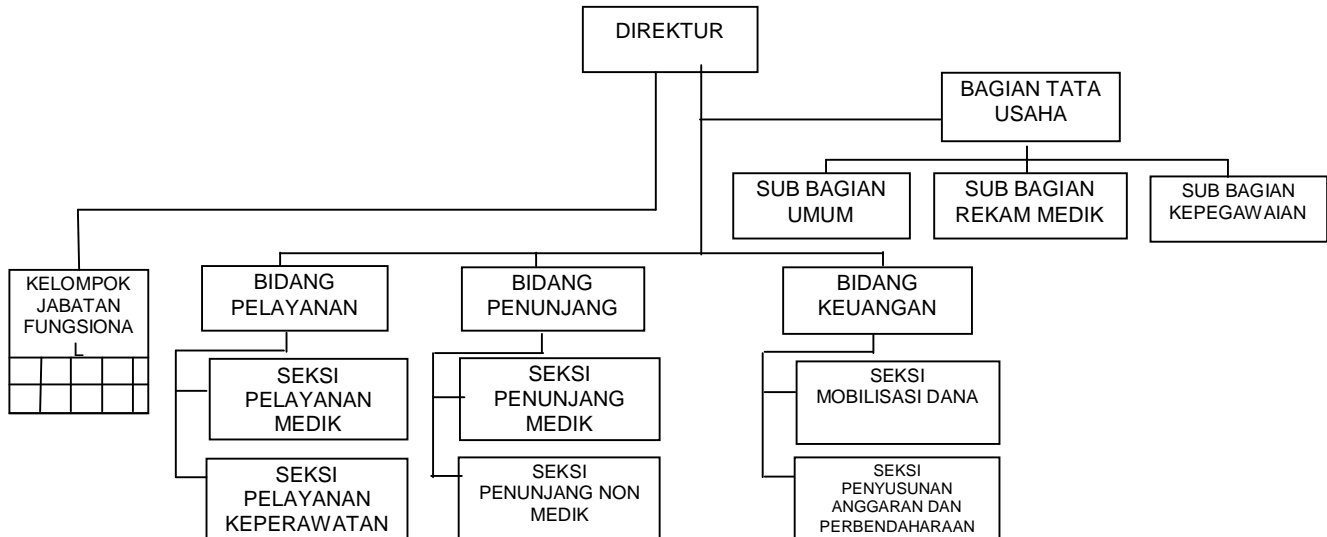 DIREKTUR
BAGIAN TATA
USAHA
SUB BAGIAN
UMUM
SUB BAGIAN
REKAM MEDIK
SUB BAGIAN
KEPEGAWAIAN
KELOMPOK
JABATAN
FUNGSIONA
L
BIDANG
PELAYANAN
BIDANG
PENUNJANG
BIDANG
KEUANGAN
SEKSI
PELAYANAN
MEDIK
SEKSI
PENUNJANG
MEDIK
SEKSI
MOBILISASI DANA
SEKSI
PELAYANAN
KEPERAWATAN
SEKSI
PENUNJANG NON
MEDIK
SEKSI
PENYUSUNAN
ANGGARAN DAN
PERBENDAHARAAN